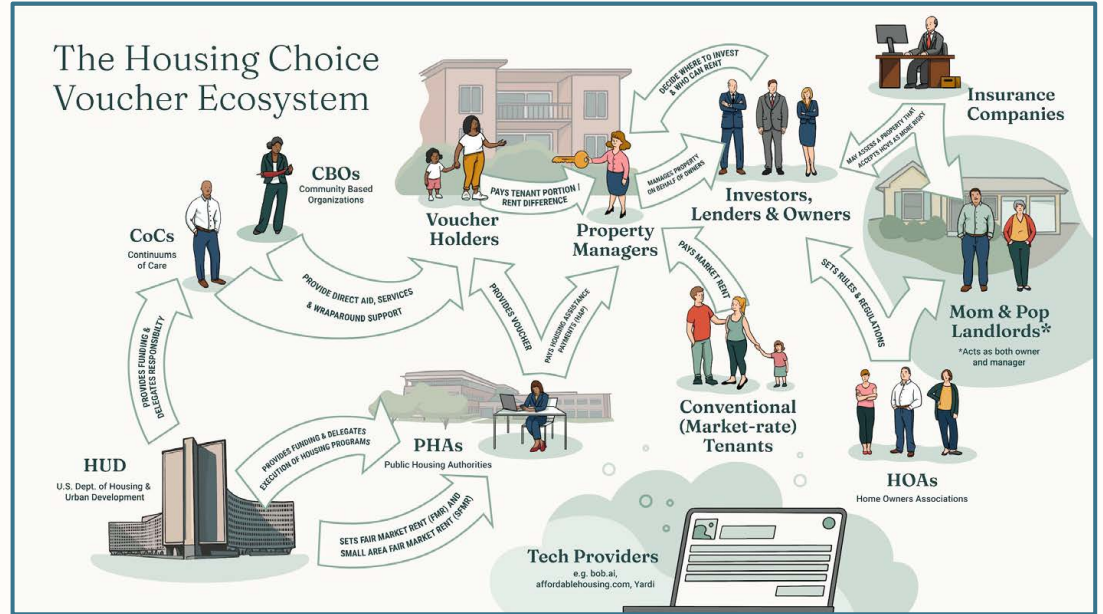 The Housing Choice
Voucher Ecosystem
CBOs
Community Based
Organizations
CoCs
Continuums
of Care
PROVIDE DIRECT AID, SERVICES
& WRAPAROUND SUPPORT
PROVIDES FUNDING &
DELEGATES RESPONSIBILTY
HUD
U.S. Dept. of Housing &
Urban Development
PROVIDES FUNDING & DELEGATES
EXECUTION OF HOUSING PROGRAMS
SETS FAIR MARKET RENT (FMR) AND
SMALL AREA FAIR MARKET RENT (SFMR)
PHAs
Public Housing Authorities
PROVIDES VOUCHER
PAYS HOUSING ASSISTANCE
PAYMENTS (HAP)
Voucher
Holders
PAYS TENANT PORTION /
RENT DIFFERENCE
Property
Managers
MANAGES PROPERTY
ON BEHALF OF OWNERS
DECIDE WHERE TO INVEST
& WHO CAN RENT
Investors,
Lenders & Owners
PAYS MARKET RENT
Conventional
(Market-rate)
Tenants
Insurance
Companies
MAY ASSESS A PROPERTY THAT
ACCEPTS HCVS AS MORE RISKY
Mom & Pop
Landlords*
*Acts as both owner
and manager
SETS RULES & REGULATIONS
HOAs
Home Owners Associations
Tech Providers
e.g. bob.ai,
affordablehousing.com, Yardi